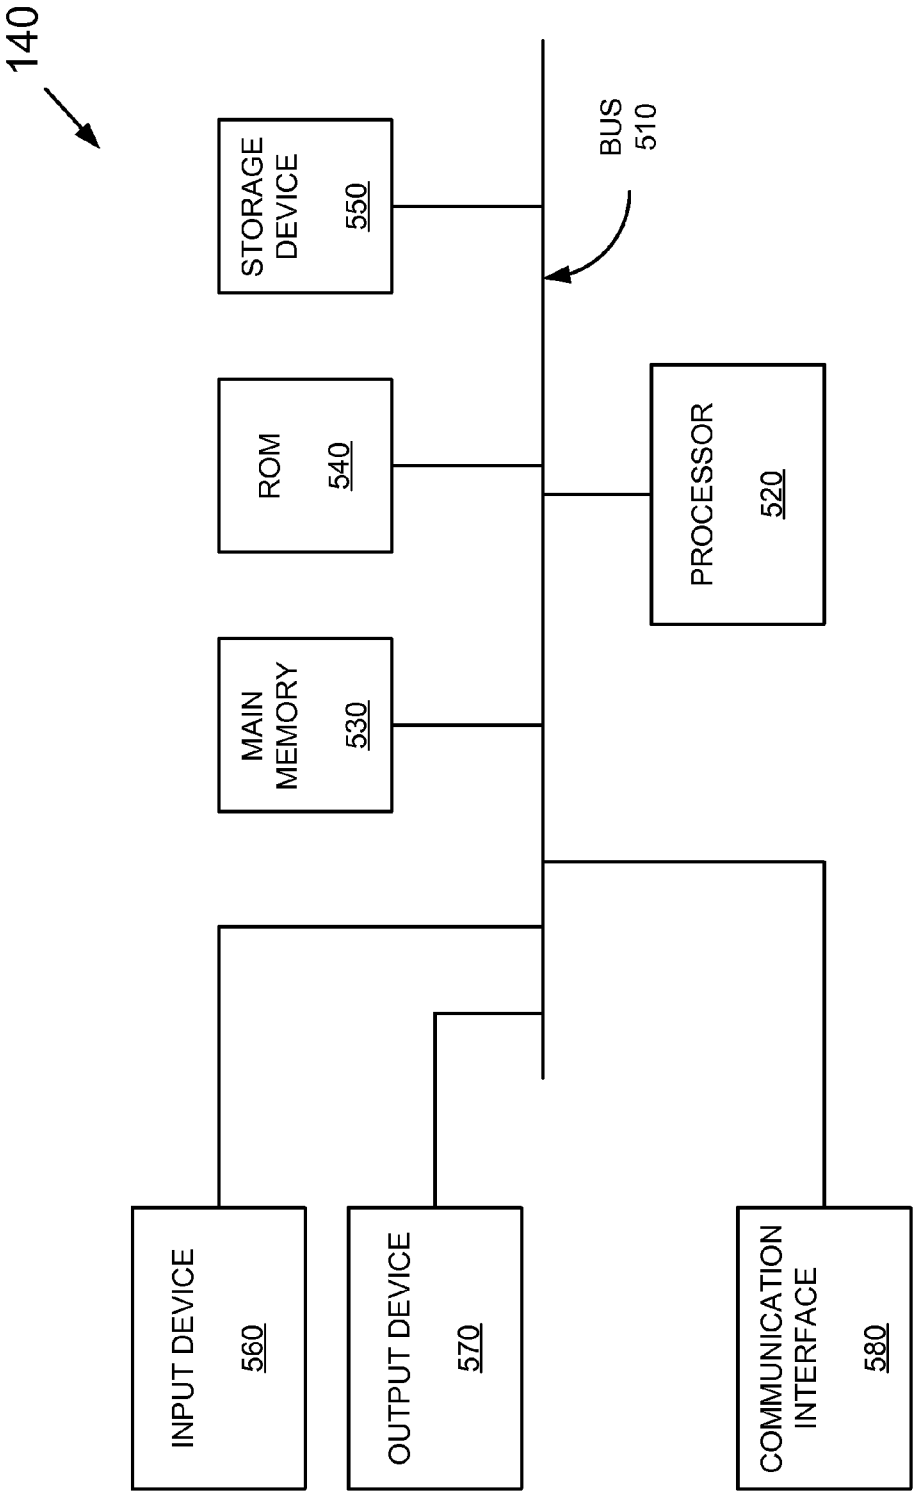 140
MAIN
MEMORY
530
ROM
540
STORAGE
DEVICE
550
INPUT DEVICE
560
OUTPUT DEVICE
570
BUS
510
PROCESSOR
520
COMMUNICATION
INTERFACE
580